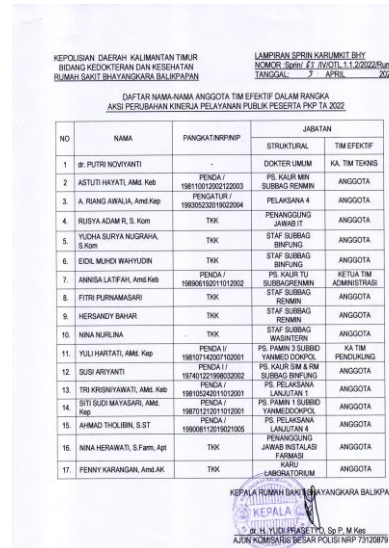 KEPOLISIAN DAERAH KALIMANTAN TIMUR
BIDANG KEDOKTERAN DAN KESEHATAN
RUMAH SAKIT BHAYANGKARA BALIKPAPAN
LAMPIRAN SPRIN KARUMKIT BHY
NOMOR :Sprin/ /IV/OTL.1.1.2/2022/Rum
TANGGAL: APRIL 202
DAFTAR NAMA-NAMA ANGGOTA TIM EFEKTIF DALAM RANGKA
AKSI PERUBAHAN KINERJA PELAYANAN PUBLIK PESERTA PKP TA 2022
NO NAMA PANGKAT/NRP/NIP JABATAN
STRUKTURAL TIM EFEKTIF
1 dr. PUTRI NOVIYANTI - DOKTER UMUM KA. TIM TEKNIS
2 ASTUTI HAYATI, AMd. Keb PENDA / 198110012002122003 PS. KAUR MIN SUBBAG RENMIN ANGGOTA
3. A. RIANG AWALIA, Amd.Kep PENGATUR / 199305232019022004 PELAKSANA 4 ANGGOTA
4. RUSYA ADAM R, S. Kom TKK PENANGGUNG JAWAB IT ANGGOTA
5. YUDHA SURYA NUGRAHA, S.Kom TKK STAF SUBBAG BINFUNG ANGGOTA
6. EIDIL MUHDI WAHYUDIN TKK STAF SUBBAG BINFUNG ANGGOTA
7. ANNISA LATIFAH, Amd.Keb PENDA / 198906192011012002 PS. KAUR TU SUBBAGRENMIN KETUA TIM ADMINISTRASI
8. FITRI PURNAMASARI TKK STAF SUBBAG RENMIN ANGGOTA
9. HERSANDY BAHAR TKK STAF SUBBAG RENMIN ANGGOTA
10. NINA NURLINA TKK STAF SUBBAG WASINTERN ANGGOTA
11. YULI HARTATI, AMd. Kep PENDA I/ 198107142007102001 PS. PAMIN 3 SUBBID YANMED DOKPOL KA TIM PENDUKUNG
12. SUSI ARIYANTI PENDA I / 197401221998032002 PS. KAUR SIM & RM SUBBAG BINFUNG ANGGOTA
13. TRI KRISNIYAWATI, AMd. Keb PENDA / 198105242011012001 PS. PELAKSANA LANJUTAN 1 ANGGOTA
14. SITI SUDI MAYASARI, AMd. Kep PENDA / 198701212011012001 PS. PAMIN 1 SUBBID YANMEDDOKPOL ANGGOTA
15. AHMAD THOLIBIN, S.ST PENDA / 199008112019021005 PS. PELAKSANA LANJUTAN 4 ANGGOTA
16. NINA HERAWATI, S.Farm, Apt TKK PENANGGUNG JAWAB INSTALASI FARMASI ANGGOTA
17. FENNY KARANGAN, Amd.AK TKK KARU LABORATORIUM ANGGOTA
KEPALA RUMAH SAKIT BHAYANGKARA BALIKPA
KEPALA
dr. H. YUDI PRASETYO, Sp P, M Kes
AJUN KOMISARIS BESAR POLISI NRP 73120879